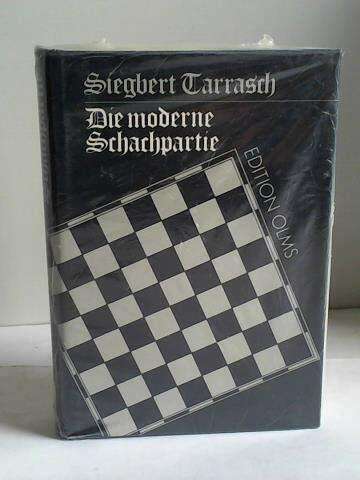 Siegbert Tarrasch
Die moderne
Schachpartie
EDITION OLMS